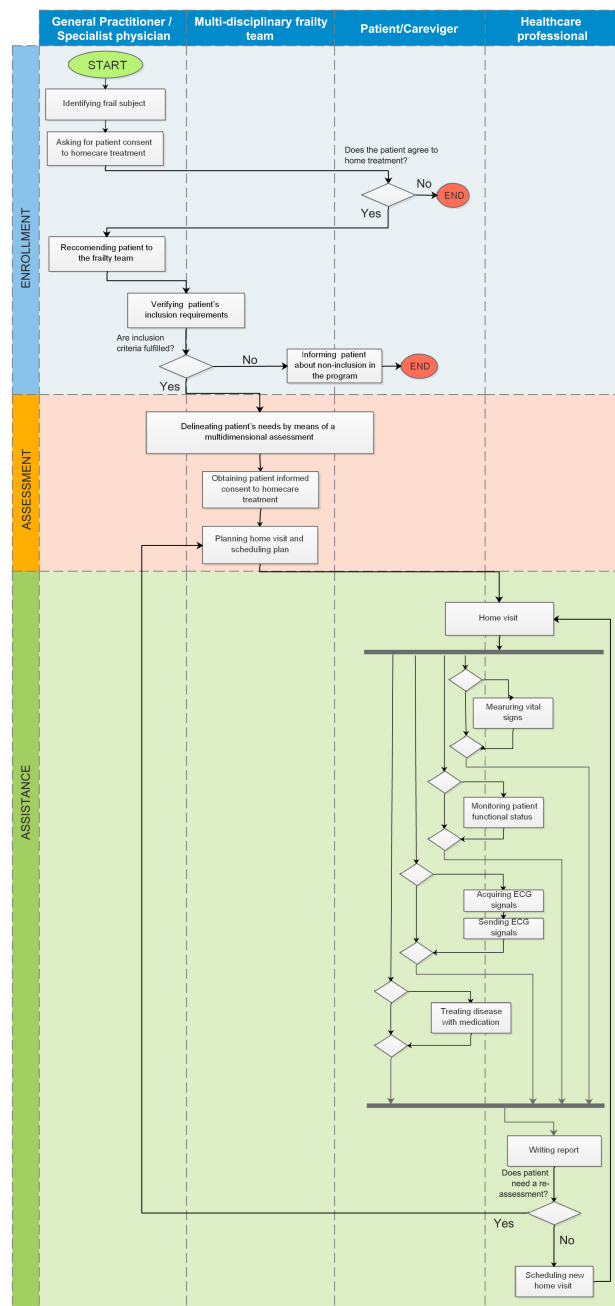 General Practitioner /
Specialist physician
Multi-disciplinary frailty
team
Patient/Careviger
Healthcare
professional
ENROLLMENT
START
Identifying frail subject
Asking for patient consent
to homecare treatment
Does the patient agree to
home treatment?
No
END
Yes
Reccomending patient to
the frailty team
Verifying patient's
inclusion requirements
Are inclusion
criteria fulfilled?
No
Informing patient
about non-inclusion in
the program
END
Yes
ASSESSMENT
Delineating patient's needs by means of a
multidimensional assessment
Obtaining patient informed
consent to homecare
treatment
Planning home visit and
scheduling plan
ASSISTANCE
Home visit
Mearuring vital
signs
Monitoring patient
functional status
Acquiring ECG
signals
Sending ECG
signals
Treating disease
with medication
Writing report
Does patient
need a re-
assessment?
Yes
No
Scheduling new
home visit